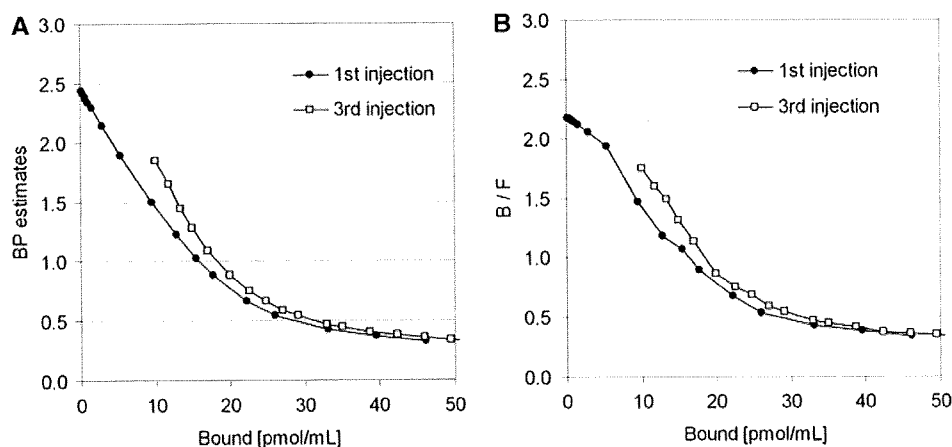 A
3.0
2.5
2.0
1.5
1.0
0.5
0.0
BP estimates
1st injection
3rd injection
0 10 20 30 40 50
Bound [pmol/mL]
B
3.0
2.5
2.0
1.5
1.0
0.5
0.0
B / F
1st injection
3rd injection
0 10 20 30 40 50
Bound [pmol/mL]